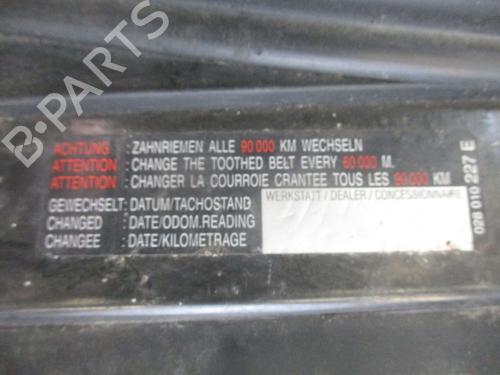 ACHTUNG : ZAHNRIEMEN ALLE 90 000 KM WECHSELN
ATTENTION : CHANGE THE TOOTHED BELT EVERY 60 000 M.
ATTENTION : CHANGER LA COURROIE CRANTEE TOUS LES 90 000 KM
GEWECHSELT : DATUM/TACHOSTAND
CHANGED : DATE/ODOM.READING
CHANGEE : DATE/KILOMETRAGE
WERKSTATT / DEALER / CONCESSIONNAIRE
028 010 227 E
B PARTS